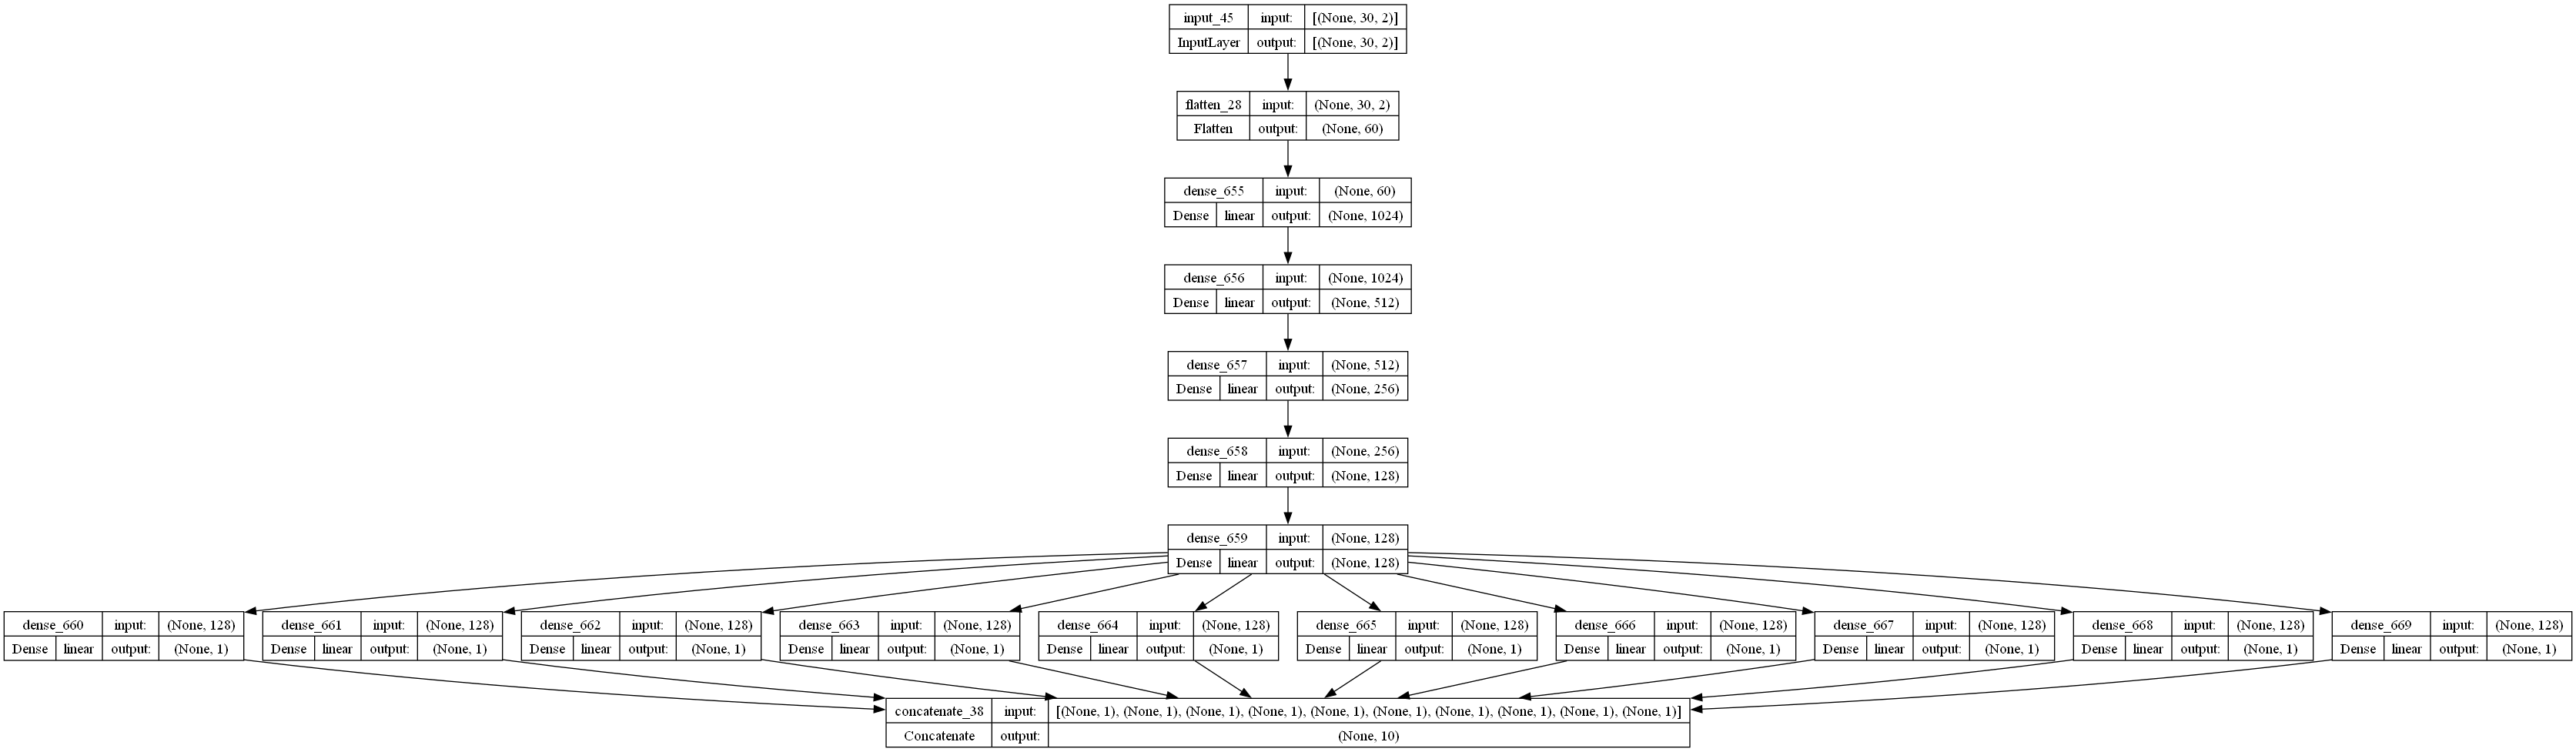 input_45 input: [(None, 30, 2)]
InputLayer output: [(None, 30, 2)]
flatten_28 input: (None, 30, 2)
Flatten output: (None, 60)
dense_655 input: (None, 60)
Dense linear output: (None, 1024)
dense_656 input: (None, 1024)
Dense linear output: (None, 512)
dense_657 input: (None, 512)
Dense linear output: (None, 256)
dense_658 input: (None, 256)
Dense linear output: (None, 128)
dense_659 input: (None, 128)
Dense linear output: (None, 128)
dense_660 input: (None, 128)
Dense linear output: (None, 1)
dense_661 input: (None, 128)
Dense linear output: (None, 1)
dense_662 input: (None, 128)
Dense linear output: (None, 1)
dense_663 input: (None, 128)
Dense linear output: (None, 1)
dense_664 input: (None, 128)
Dense linear output: (None, 1)
dense_665 input: (None, 128)
Dense linear output: (None, 1)
dense_666 input: (None, 128)
Dense linear output: (None, 1)
dense_667 input: (None, 128)
Dense linear output: (None, 1)
dense_668 input: (None, 128)
Dense linear output: (None, 1)
dense_669 input: (None, 128)
Dense linear output: (None, 1)
concatenate_38 input: [(None, 1), (None, 1), (None, 1), (None, 1), (None, 1), (None, 1), (None, 1), (None, 1), (None, 1), (None, 1)]
Concatenate output: (None, 10)